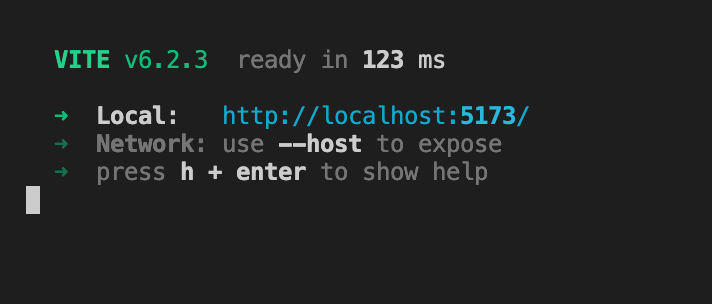 VITE v6.2.3 ready in 123 ms
➜ Local: http://localhost:5173/
➜ Network: use --host to expose
➜ press h + enter to show help